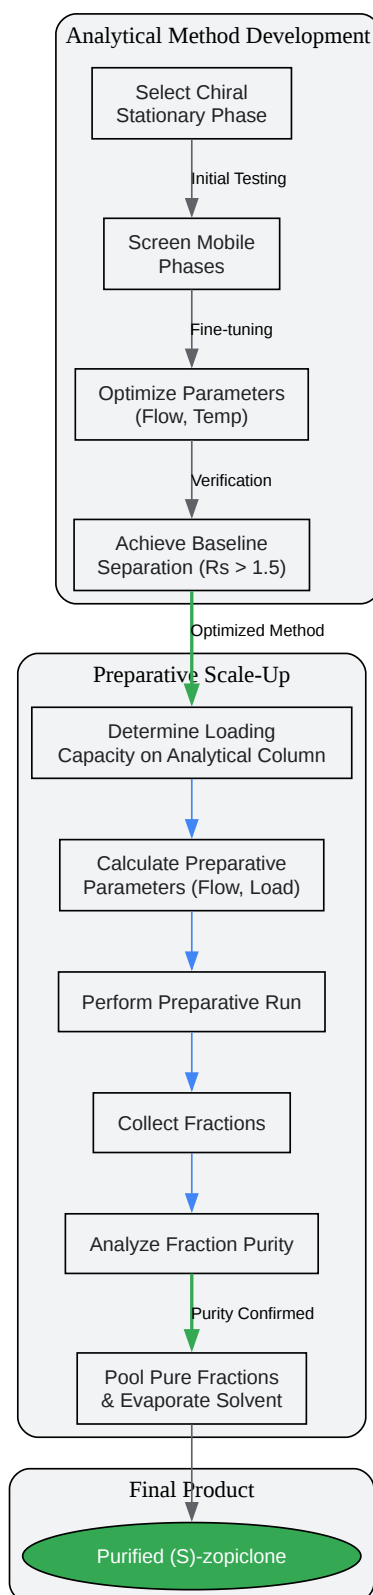 Analytical Method Development
Select Chiral
Stationary Phase
Initial Testing
Screen Mobile
Phases
Fine-tuning
Optimize Parameters
(Flow, Temp)
Verification
Achieve Baseline
Separation (Rs > 1.5)
Optimized Method
Preparative Scale-Up
Determine Loading
Capacity on Analytical Column
Calculate Preparative
Parameters (Flow, Load)
Perform Preparative Run
Collect Fractions
Analyze Fraction Purity
Purity Confirmed
Pool Pure Fractions
& Evaporate Solvent
Final Product
Purified (S)-zopiclone